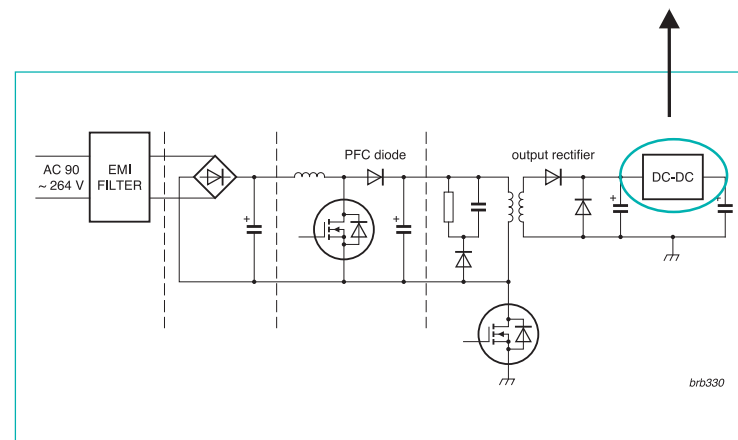 AC 90
~ 264 V
EMI
FILTER
+
PFC diode
+
+
output rectifier
+
DC-DC
+
brb330